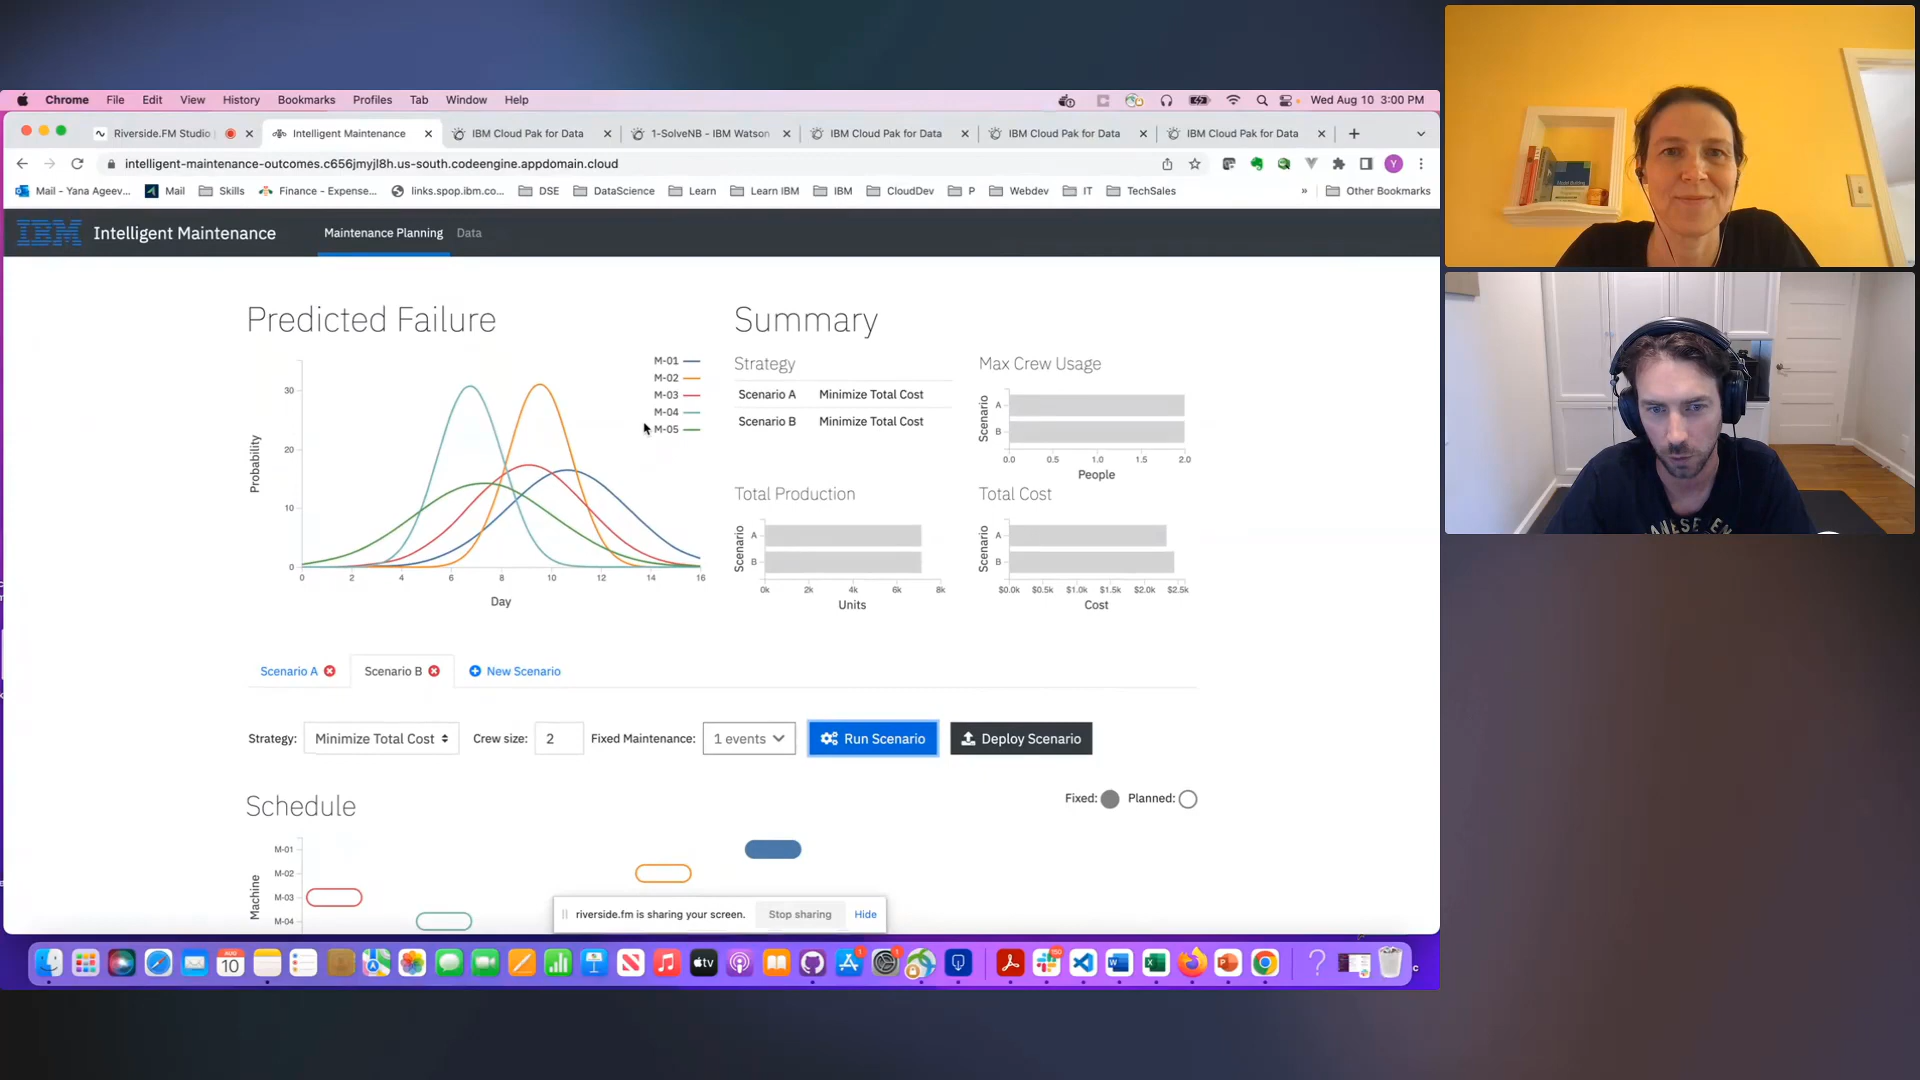 Chrome File Edit View History Bookmarks Profiles Tab Window Help Wed Aug 10 3:00 PM
Riverside.FM Studio Intelligent Maintenance IBM Cloud Pak for Data 1-SolveNB - IBM Watson IBM Cloud Pak for Data IBM Cloud Pak for Data IBM Cloud Pak for Data
intelligent-maintenance-outcomes.c656jmyjl8h.us-south.codeengine.appdomain.cloud Y
Mail - Yana Ageev... Mail Skills Finance - Expense... links.spop.ibm.co... DSE DataScience Learn Learn IBM IBM CloudDev P Webdev IT TechSales » Other Bookmarks
IBM Intelligent Maintenance Maintenance Planning Data
Predicted Failure
Probability
30
20
10
0
0 2 4 6 8 10 12 14 16
Day
M-01
M-02
M-03
M-04
M-05
Summary
Strategy
Scenario A Minimize Total Cost
Scenario B Minimize Total Cost
Max Crew Usage
Scenario
A
B
0.0 0.5 1.0 1.5 2.0
People
Total Production
Scenario
A
B
0k 2k 4k 6k 8k
Units
Total Cost
Scenario
A
B
$0.0k $0.5k $1.0k $1.5k $2.0k $2.5k
Cost
Scenario A Scenario B New Scenario
Strategy: Minimize Total Cost Crew size: 2 Fixed Maintenance: 1 events Run Scenario Deploy Scenario
Schedule
Fixed: Planned:
Machine
M-01
M-02
M-03
M-04
riverside.fm is sharing your screen. Stop sharing Hide
AUG
10
tv